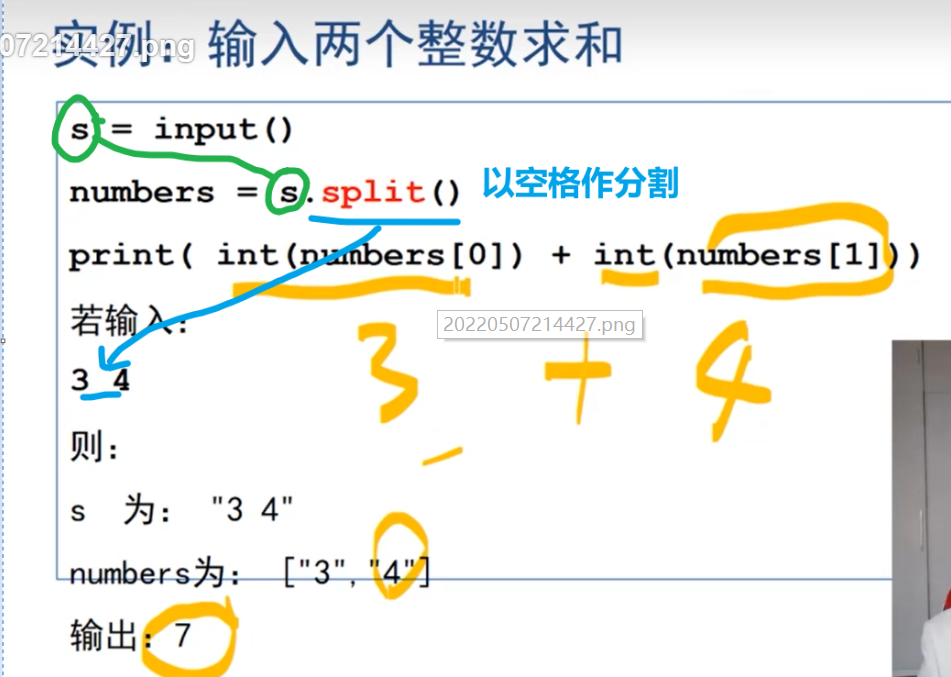 07214427.png
实例：输入两个整数求和
s = input()
numbers = s.split() 以空格作分割
print( int(numbers[0]) + int(numbers[1]))
若输入：
20220507214427.png
3 + 4
3 4
则：
s 为： "3 4"
numbers为： ["3","4"]
输出：7